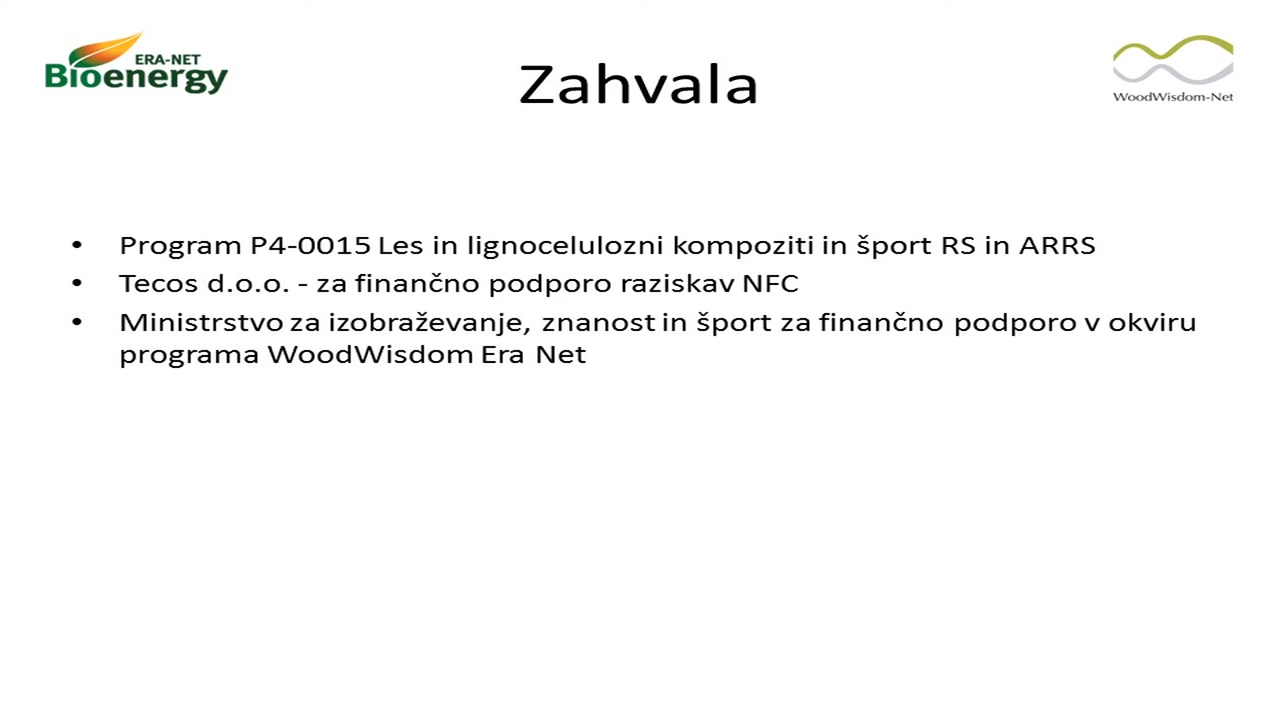 ERA-NET
Bioenergy
Zahvala
WoodWisdom-Net
• Program P4-0015 Les in lignocelulozni kompoziti in šport RS in ARRS
• Tecos d.o.o. - za finančno podporo raziskav NFC
• Ministrstvo za izobraževanje, znanost in šport za finančno podporo v okviru
programa WoodWisdom Era Net